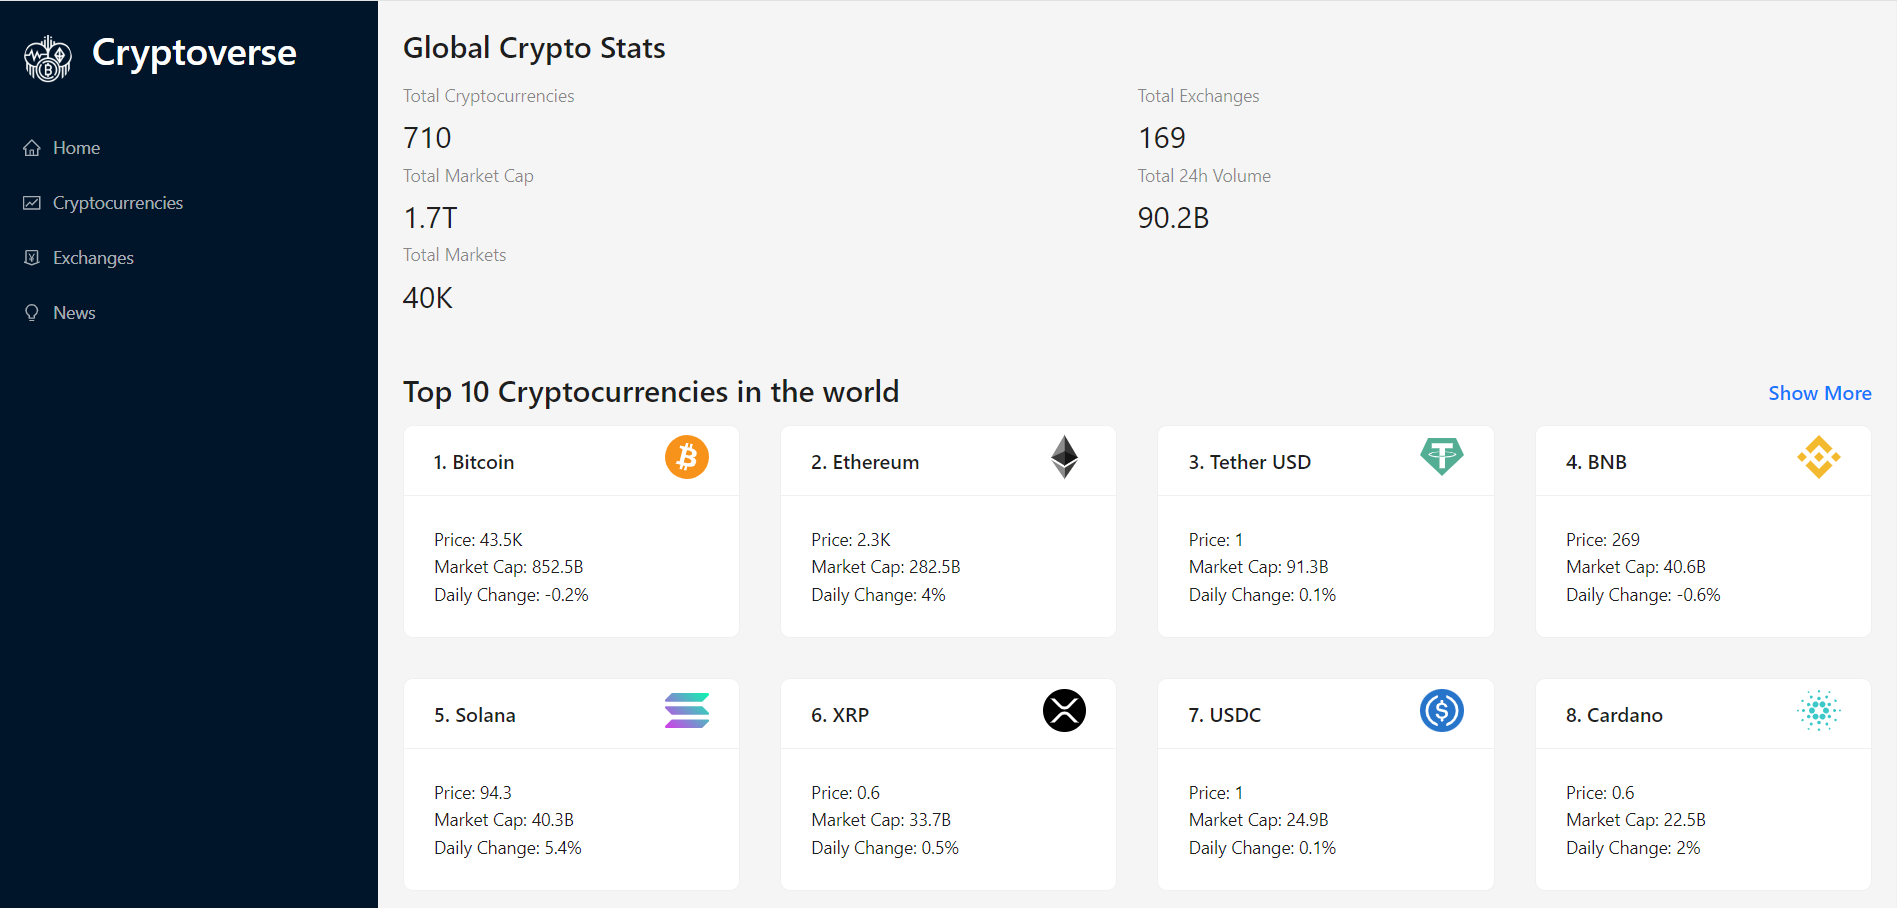 Cryptoverse
Home
Cryptocurrencies
Exchanges
News
Global Crypto Stats
Total Cryptocurrencies
710
Total Exchanges
169
Total Market Cap
1.7T
Total 24h Volume
90.2B
Total Markets
40K
Top 10 Cryptocurrencies in the world
Show More
1. Bitcoin
Price: 43.5K
Market Cap: 852.5B
Daily Change: -0.2%
2. Ethereum
Price: 2.3K
Market Cap: 282.5B
Daily Change: 4%
3. Tether USD
Price: 1
Market Cap: 91.3B
Daily Change: 0.1%
4. BNB
Price: 269
Market Cap: 40.6B
Daily Change: -0.6%
5. Solana
Price: 94.3
Market Cap: 40.3B
Daily Change: 5.4%
6. XRP
Price: 0.6
Market Cap: 33.7B
Daily Change: 0.5%
7. USDC
Price: 1
Market Cap: 24.9B
Daily Change: 0.1%
8. Cardano
Price: 0.6
Market Cap: 22.5B
Daily Change: 2%